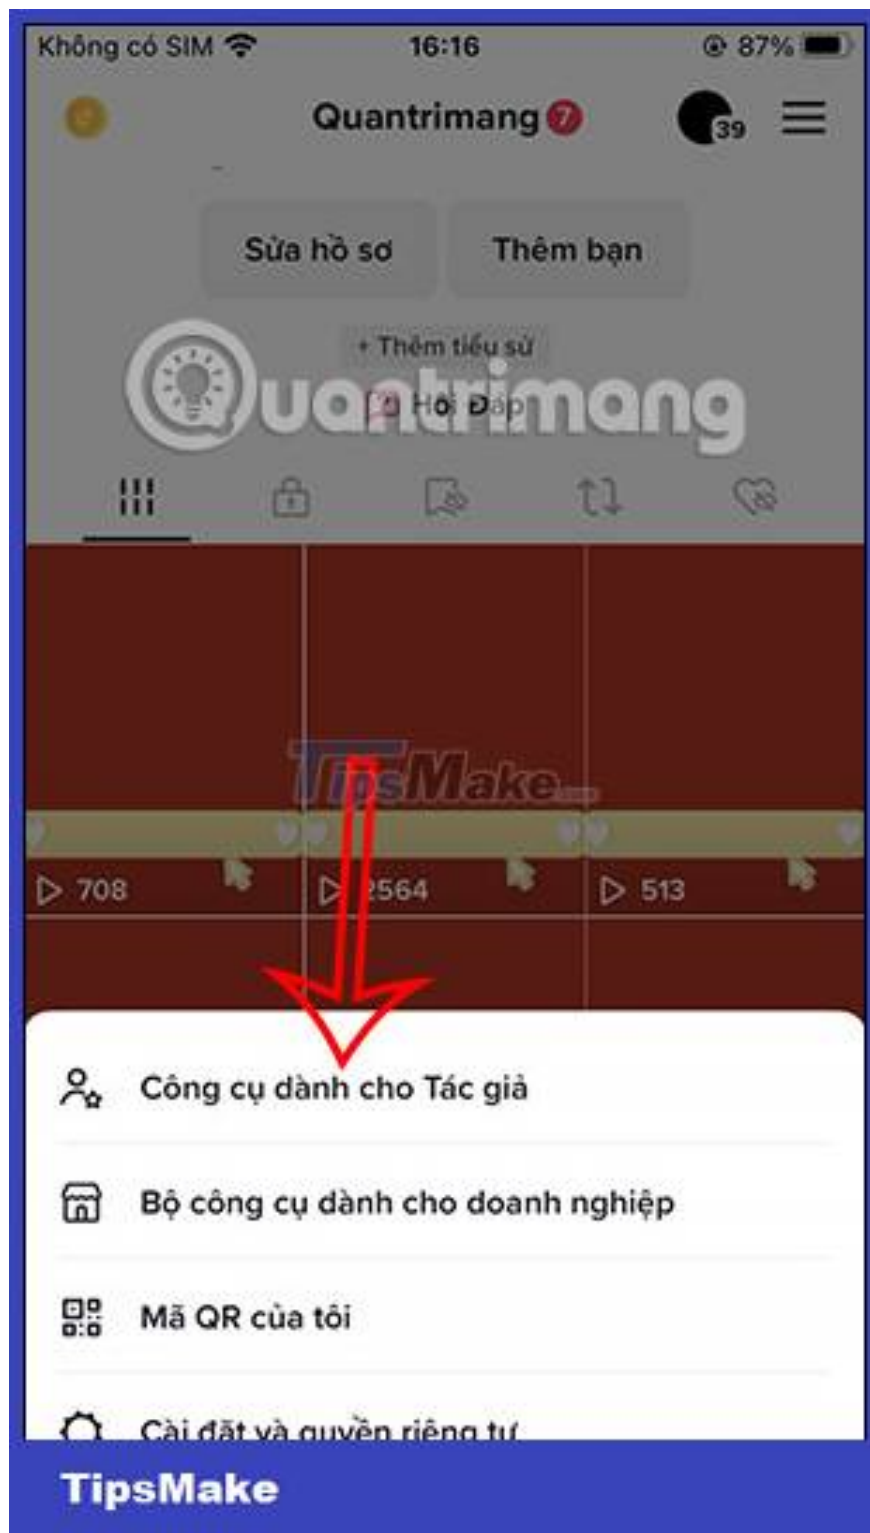 Không có SIM
16:16
87%
Quantrimang 7
39
Sửa hồ sơ
Thêm bạn
+ Thêm tiểu sử
Quantrimang
Hỏi Đáp
TipsMake.com
708
2564
513
Công cụ dành cho Tác giả
Bộ công cụ dành cho doanh nghiệp
Mã QR của tôi
Cài đặt và quyền riêng tư
TipsMake